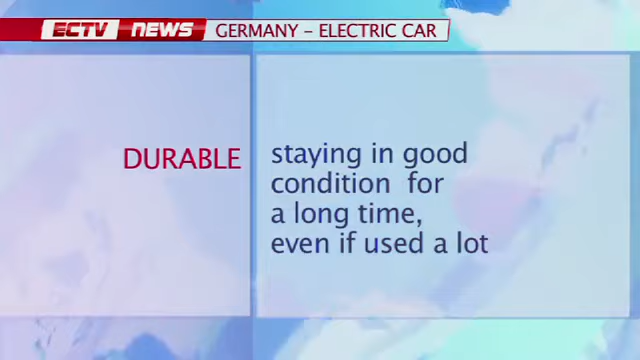 ECTV NEWS GERMANY – ELECTRIC CAR
DURABLE
staying in good
condition for
a long time,
even if used a lot